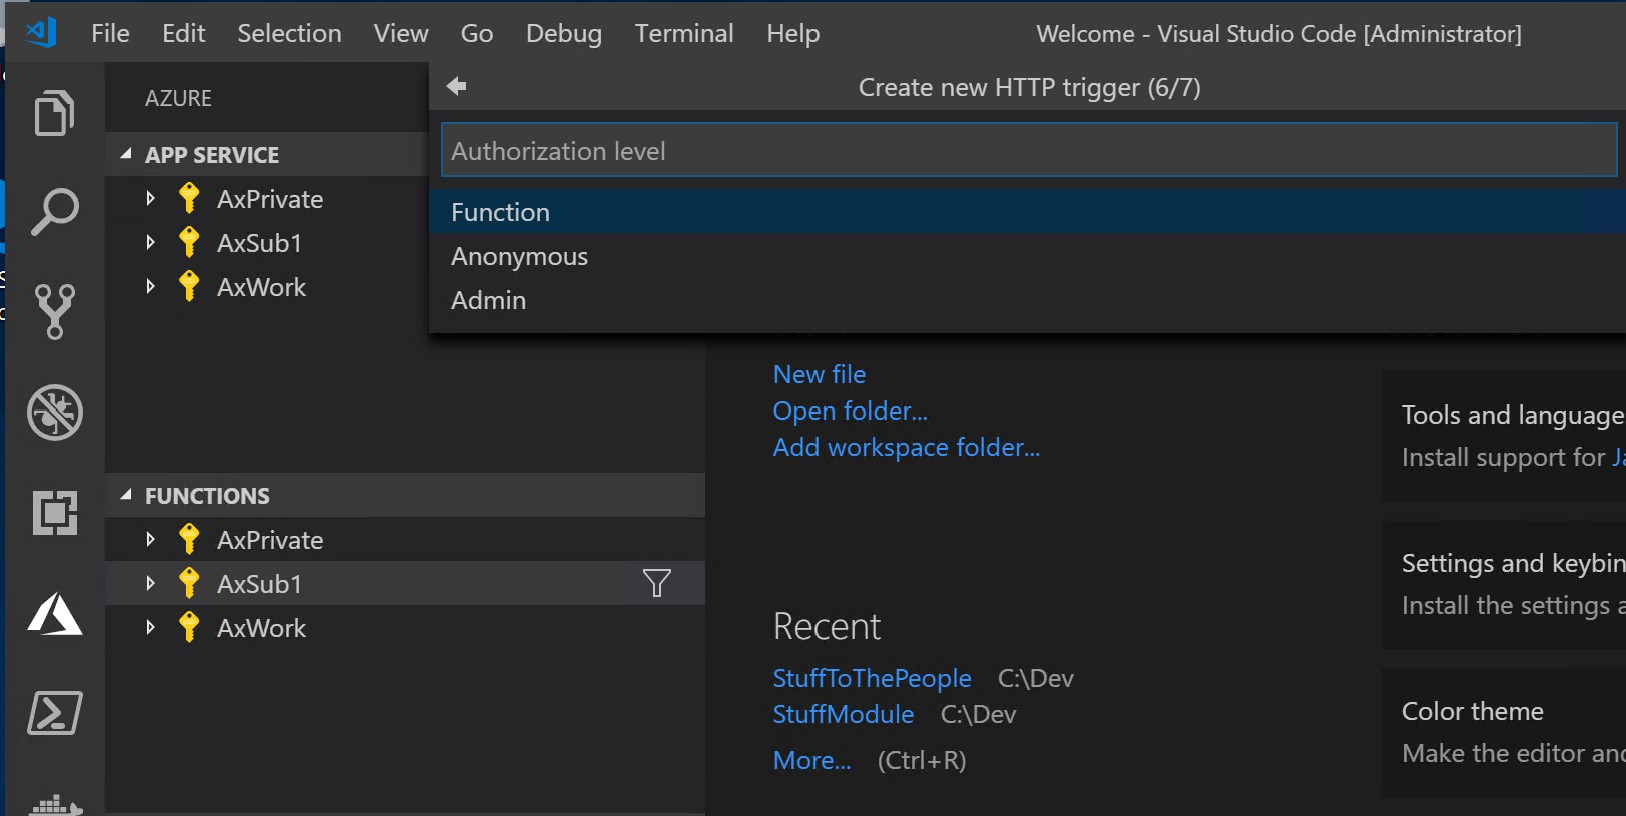 File Edit Selection View Go Debug Terminal Help Welcome - Visual Studio Code [Administrator]
AZURE
Create new HTTP trigger (6/7)
Authorization level
Function
Anonymous
Admin
APP SERVICE
AxPrivate
AxSub1
AxWork
FUNCTIONS
AxPrivate
AxSub1
AxWork
New file
Open folder...
Add workspace folder...
Recent
StuffToThePeople C:\Dev
StuffModule C:\Dev
More... (Ctrl+R)
Tools and language
Install support for Ja
Settings and keybin
Install the settings a
Color theme
Make the editor and